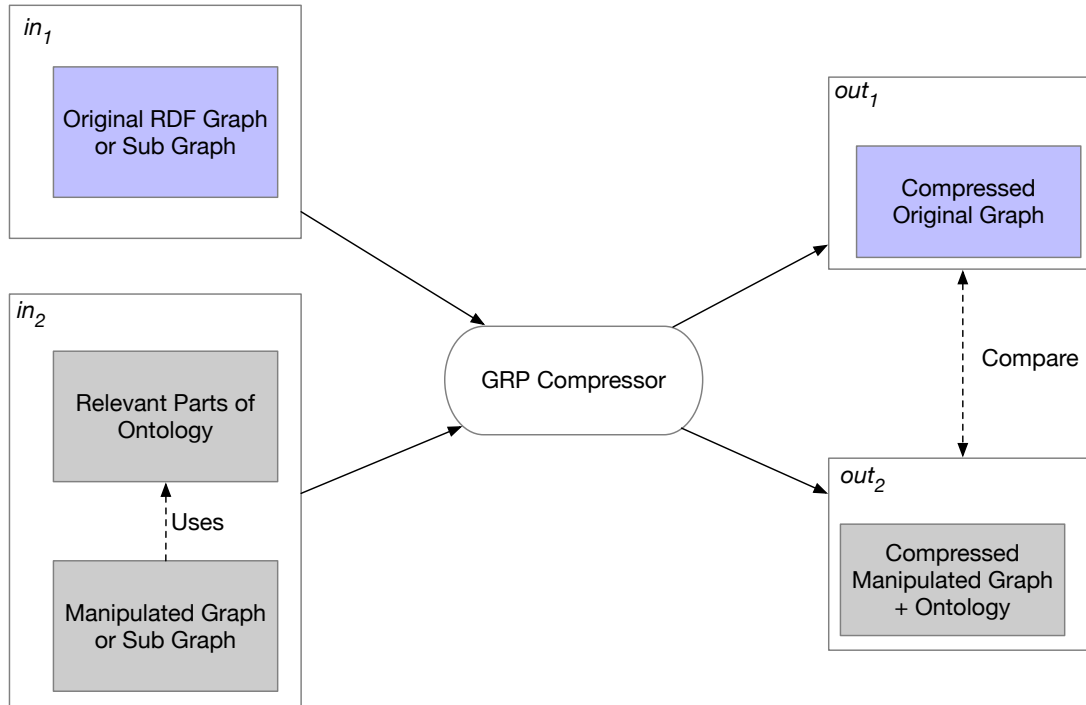 in1
Original RDF Graph
or Sub Graph
in2
Relevant Parts of
Ontology
Uses
Manipulated Graph
or Sub Graph
GRP Compressor
out1
Compressed
Original Graph
Compare
out2
Compressed
Manipulated Graph
+ Ontology